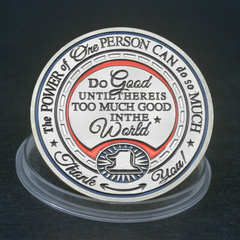 The POWER of One PERSON CAN do so MUCH
Do Good
UNTIL THERE IS
TOO MUCH GOOD
IN THE
World
Thank You!